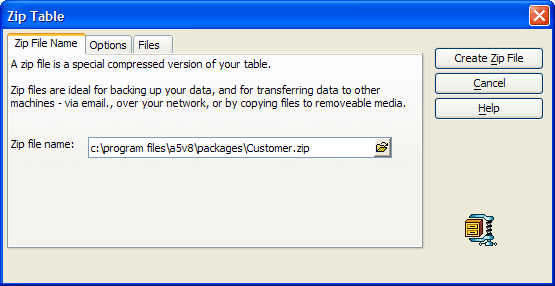 Zip Table
Zip File Name Options Files
A zip file is a special compressed version of your table.
Zip files are ideal for backing up your data, and for transferring data to other
machines - via email., over your network, or by copying files to removeable media.
Zip file name: c:\program files\a5v8\packages\Customer.zip
Create Zip File
Cancel
Help